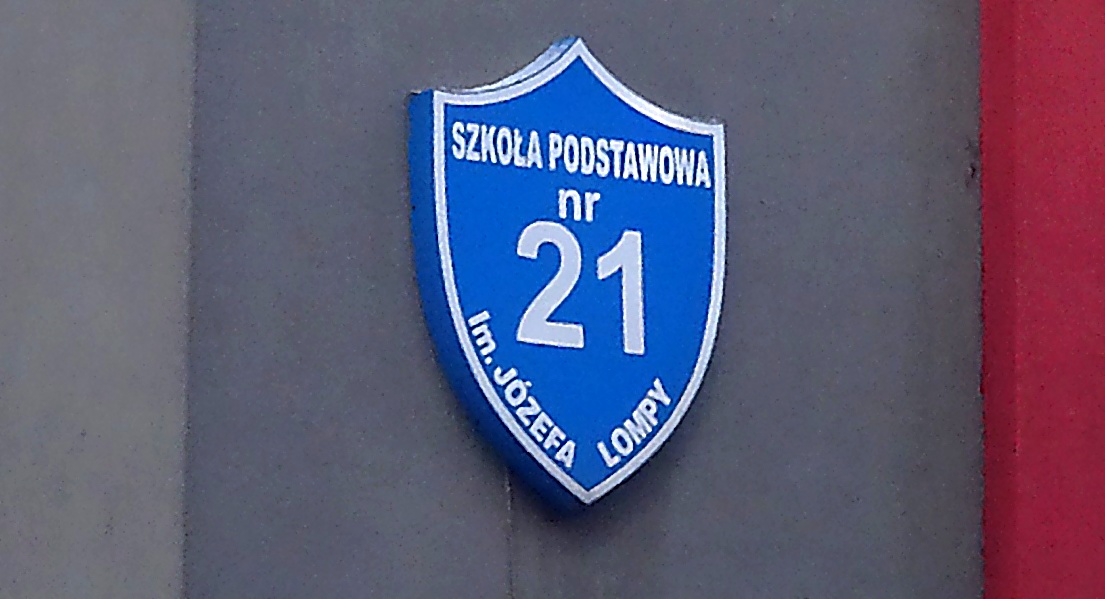 SZKOŁA PODSTAWOWA
nr
21
Im. JÓZEFA LOMPY